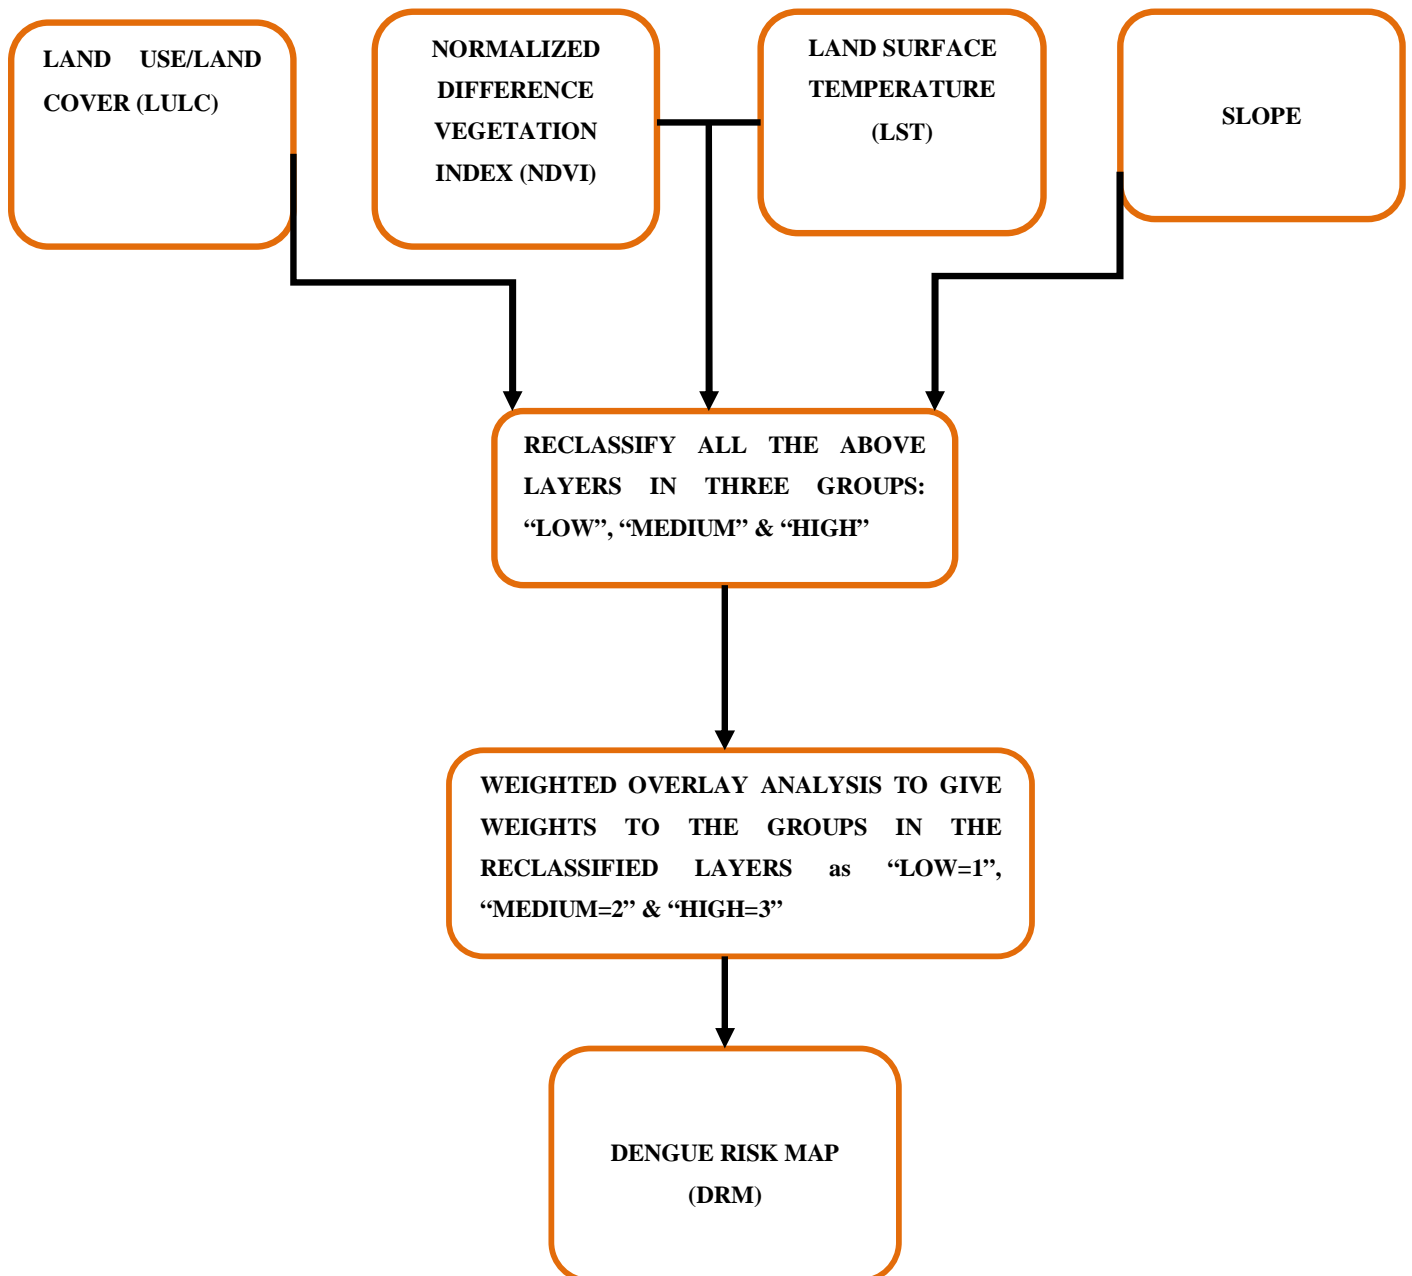 LAND USE/LAND
COVER (LULC)
NORMALIZED
DIFFERENCE
VEGETATION
INDEX (NDVI)
LAND SURFACE
TEMPERATURE
(LST)
SLOPE
RECLASSIFY ALL THE ABOVE
LAYERS IN THREE GROUPS:
“LOW”, “MEDIUM” & “HIGH”
WEIGHTED OVERLAY ANALYSIS TO GIVE
WEIGHTS TO THE GROUPS IN THE
RECLASSIFIED LAYERS as “LOW=1”,
“MEDIUM=2” & “HIGH=3”
DENGUE RISK MAP
(DRM)